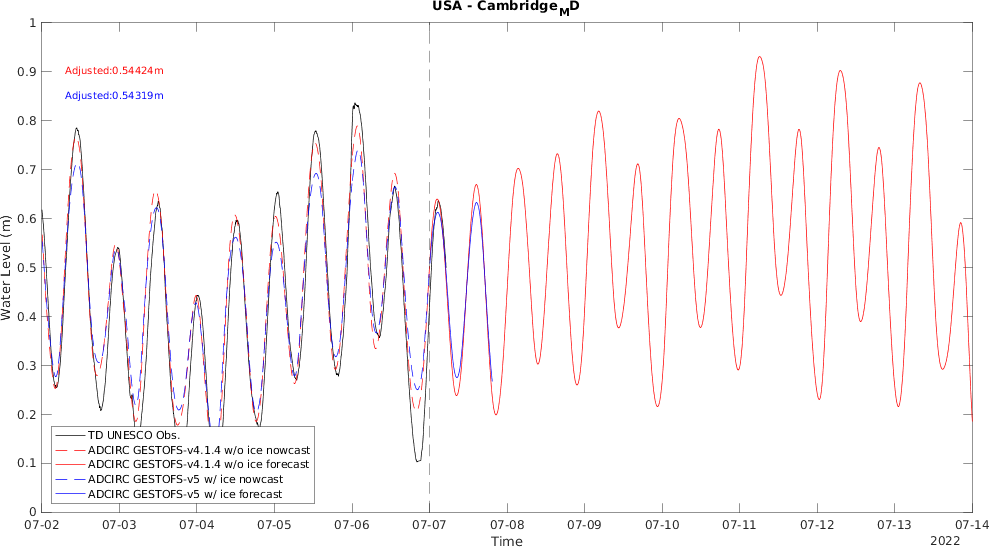 USA - Cambridge_MD
Adjusted:0.54424m
Adjusted:0.54319m
Water Level (m)
1
0.9
0.8
0.7
0.6
0.5
0.4
0.3
0.2
0.1
0
TD UNESCO Obs.
ADCIRC GESTOFS-v4.1.4 w/o ice nowcast
ADCIRC GESTOFS-v4.1.4 w/o ice forecast
ADCIRC GESTOFS-v5 w/ ice nowcast
ADCIRC GESTOFS-v5 w/ ice forecast
07-02 07-03 07-04 07-05 07-06 07-07 07-08 07-09 07-10 07-11 07-12 07-13 07-14
Time
2022